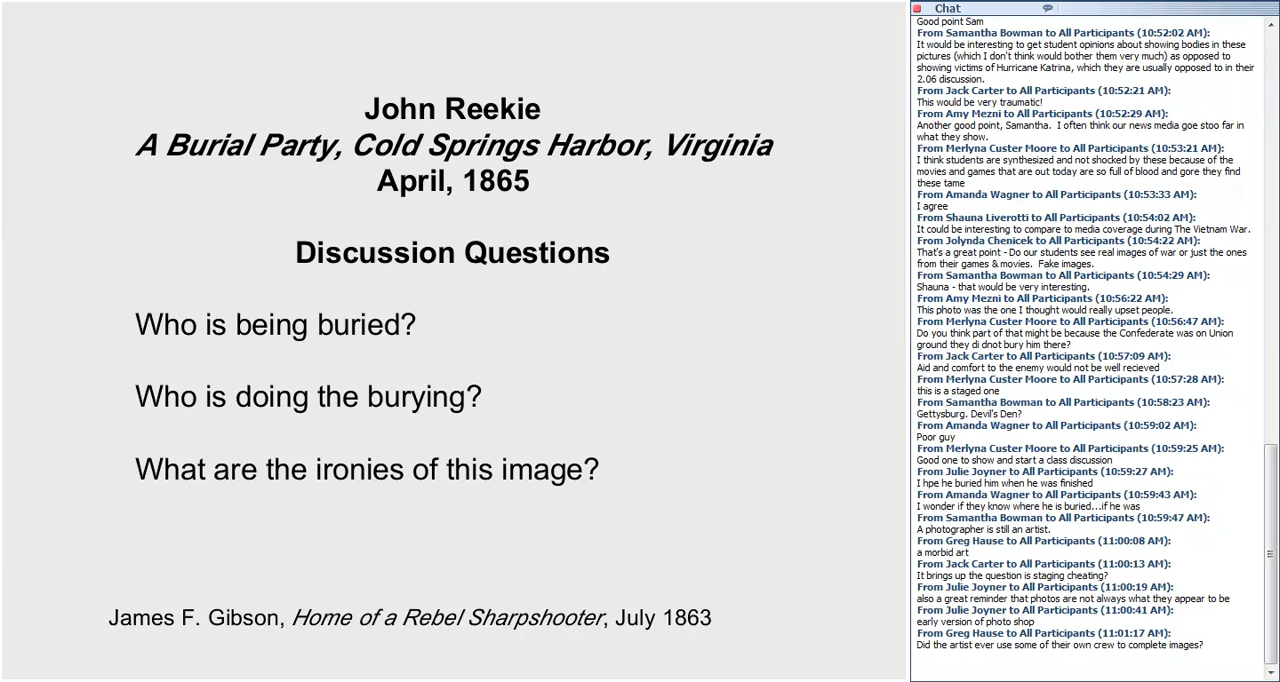 John Reekie
A Burial Party, Cold Springs Harbor, Virginia
April, 1865
Discussion Questions
Who is being buried?
Who is doing the burying?
What are the ironies of this image?
James F. Gibson, Home of a Rebel Sharpshooter, July 1863
Chat
Good point Sam
From Samantha Bowman to All Participants (10:52:02 AM):
It would be interesting to get student opinions about showing bodies in these
pictures (which I don't think would bother them very much) as opposed to
showing victims of Hurricane Katrina, which they are usually opposed to in their
2.06 discussion.
From Jack Carter to All Participants (10:52:21 AM):
This would be very traumatic!
From Amy Mezni to All Participants (10:52:29 AM):
Another good point, Samantha.  I often think our news media goe stoo far in
what they show.
From Merlyna Custer Moore to All Participants (10:53:21 AM):
I think students are synthesized and not shocked by these because of the
movies and games that are out today are so full of blood and gore they find
these tame
From Amanda Wagner to All Participants (10:53:33 AM):
I agree
From Shauna Liverotti to All Participants (10:54:02 AM):
It could be interesting to compare to media coverage during The Vietnam War.
From Jolynda Chenicek to All Participants (10:54:22 AM):
That's a great point - Do our students see real images of war or just the ones
from their games & movies.  Fake images.
From Samantha Bowman to All Participants (10:54:29 AM):
Shauna - that would be very interesting.
From Amy Mezni to All Participants (10:56:22 AM):
This photo was the one I thought would really upset people.
From Merlyna Custer Moore to All Participants (10:56:47 AM):
Do you think part of that might be because the Confederate was on Union
ground they di dnot bury him there?
From Jack Carter to All Participants (10:57:09 AM):
Aid and comfort to the enemy would not be well recieved
From Merlyna Custer Moore to All Participants (10:57:28 AM):
this is a staged one
From Samantha Bowman to All Participants (10:58:23 AM):
Gettysburg. Devil's Den?
From Amanda Wagner to All Participants (10:59:02 AM):
Poor guy
From Merlyna Custer Moore to All Participants (10:59:25 AM):
Good one to show and start a class discussion
From Julie Joyner to All Participants (10:59:27 AM):
I hpe he buried him when he was finished
From Amanda Wagner to All Participants (10:59:43 AM):
I wonder if they know where he is buried...if he was
From Samantha Bowman to All Participants (10:59:47 AM):
A photographer is still an artist.
From Greg Hause to All Participants (11:00:08 AM):
a morbid art
From Jack Carter to All Participants (11:00:13 AM):
It brings up the question is staging cheating?
From Julie Joyner to All Participants (11:00:19 AM):
also a great reminder that photos are not always what they appear to be
From Julie Joyner to All Participants (11:00:41 AM):
early version of photo shop
From Greg Hause to All Participants (11:01:17 AM):
Did the artist ever use some of their own crew to complete images?